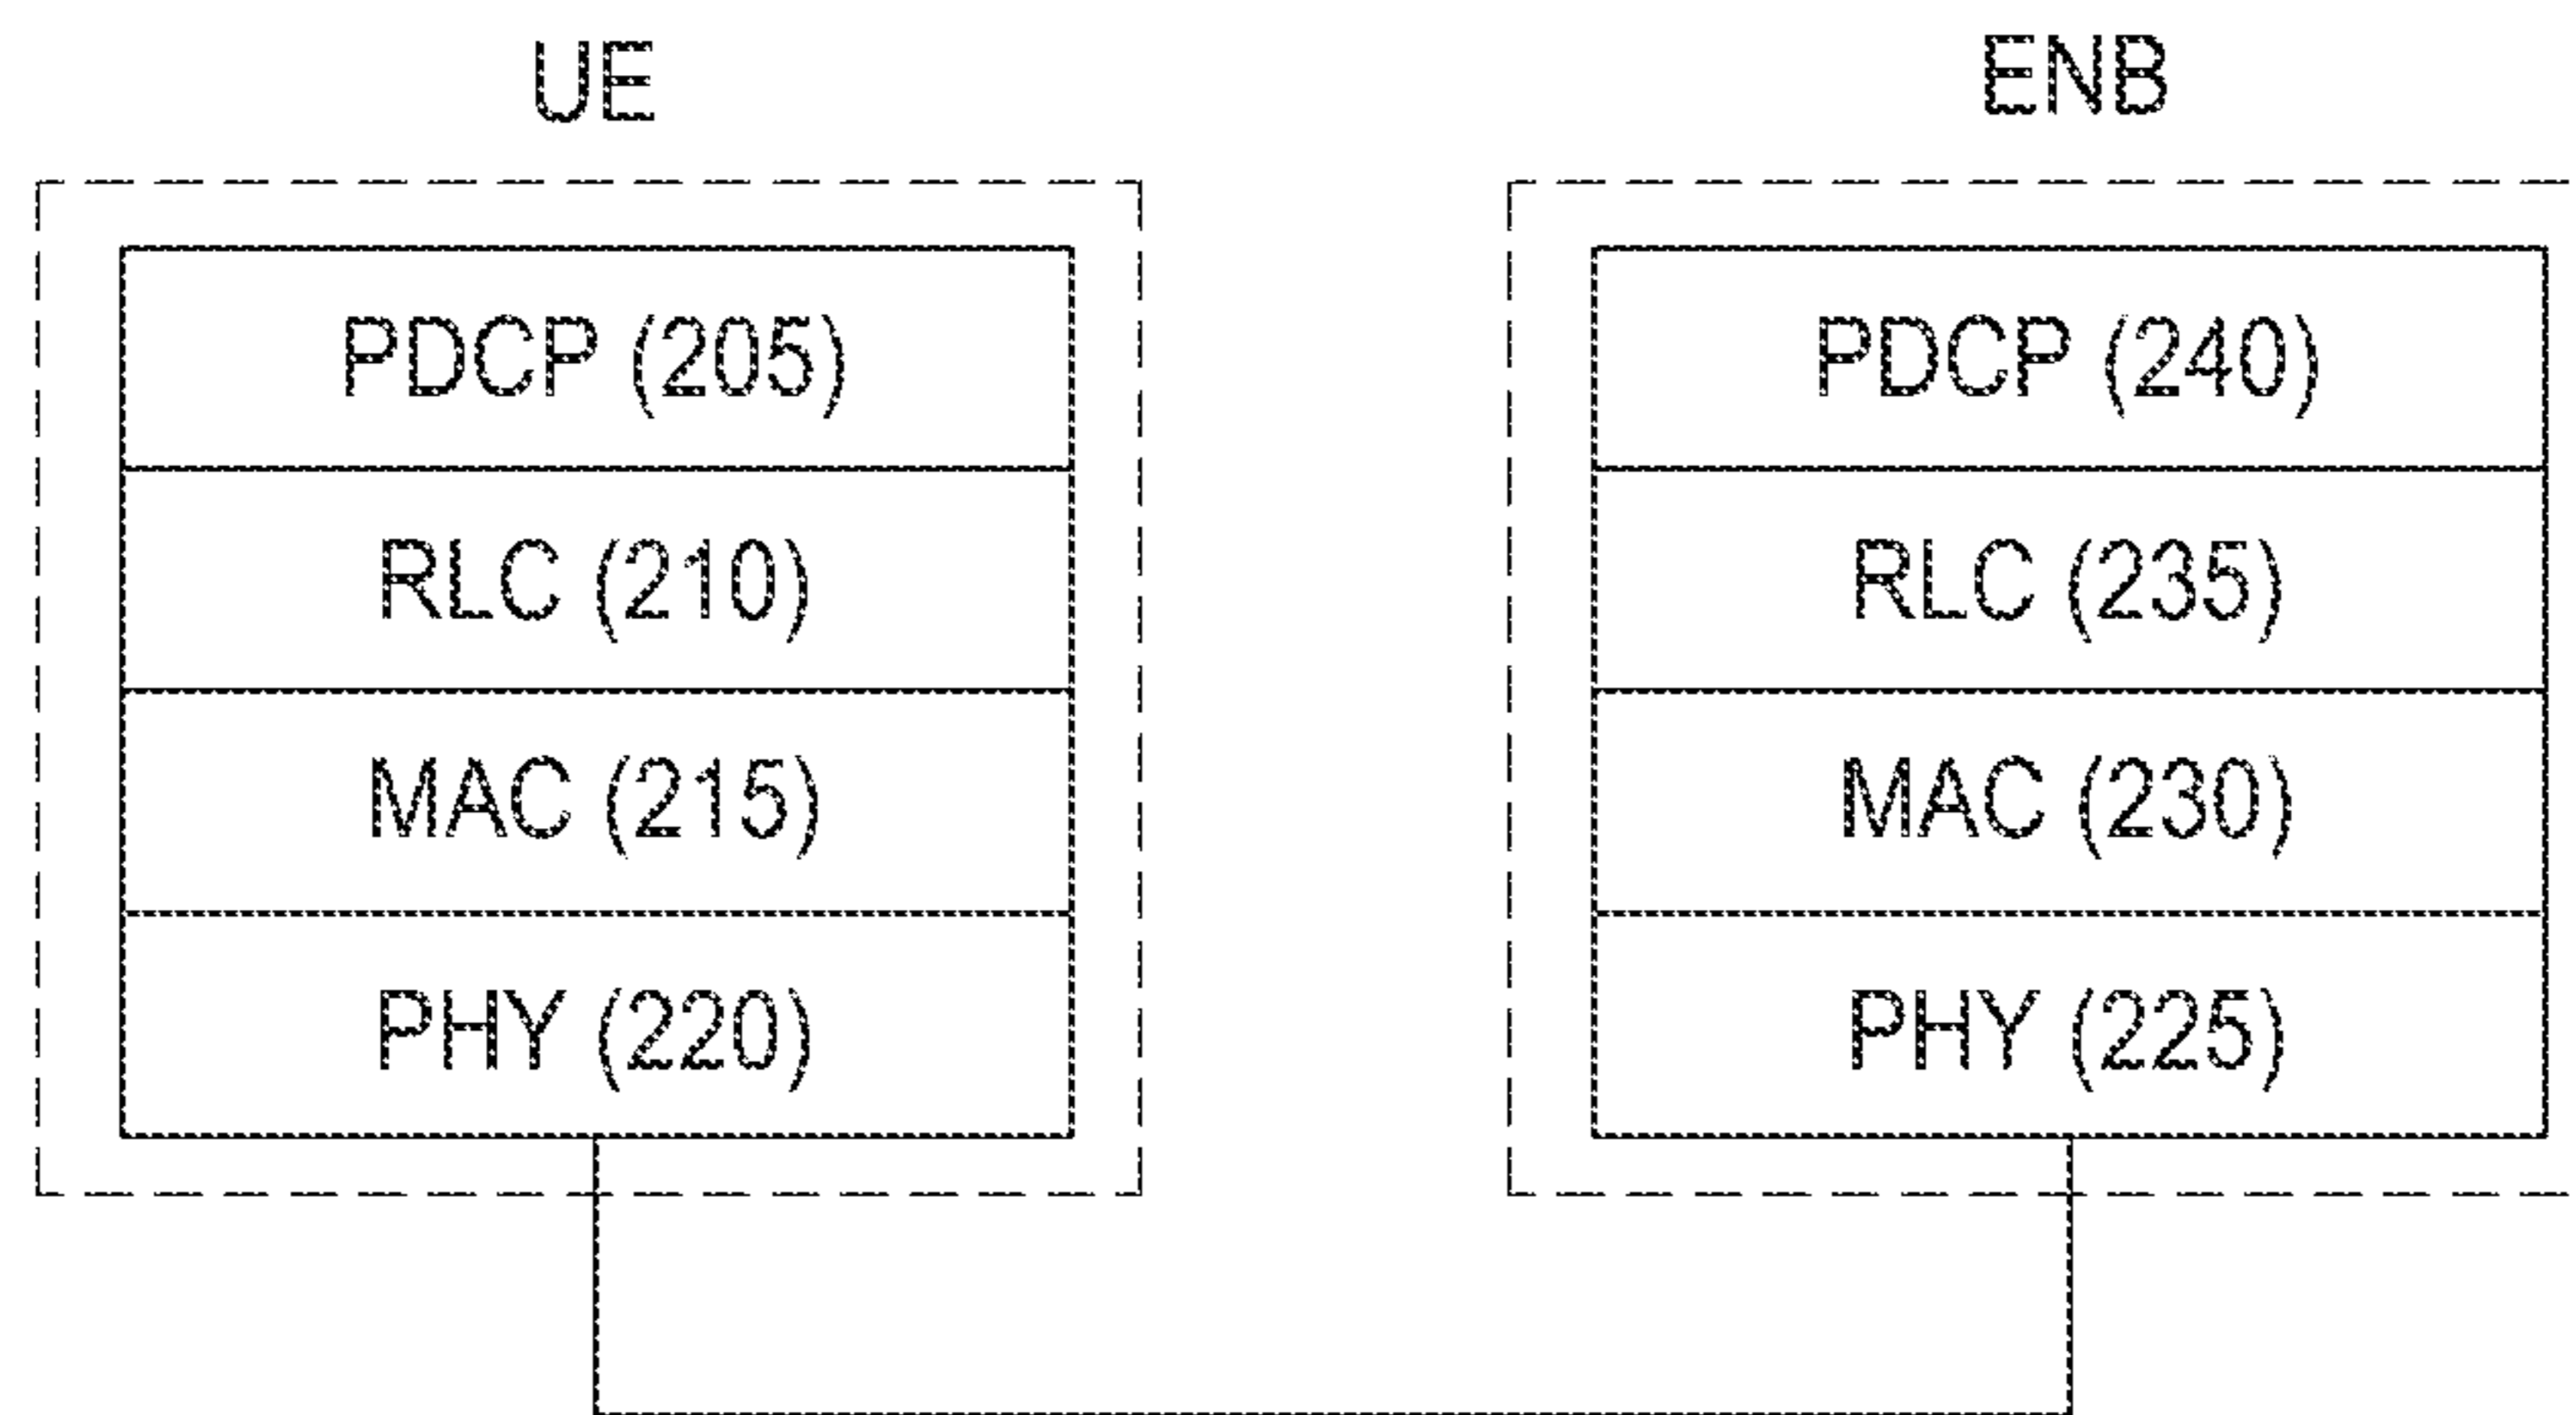 UE
ENB
PDCP (205)
RLC (210)
MAC (215)
PHY (220)
PDCP (240)
RLC (235)
MAC (230)
PHY (225)